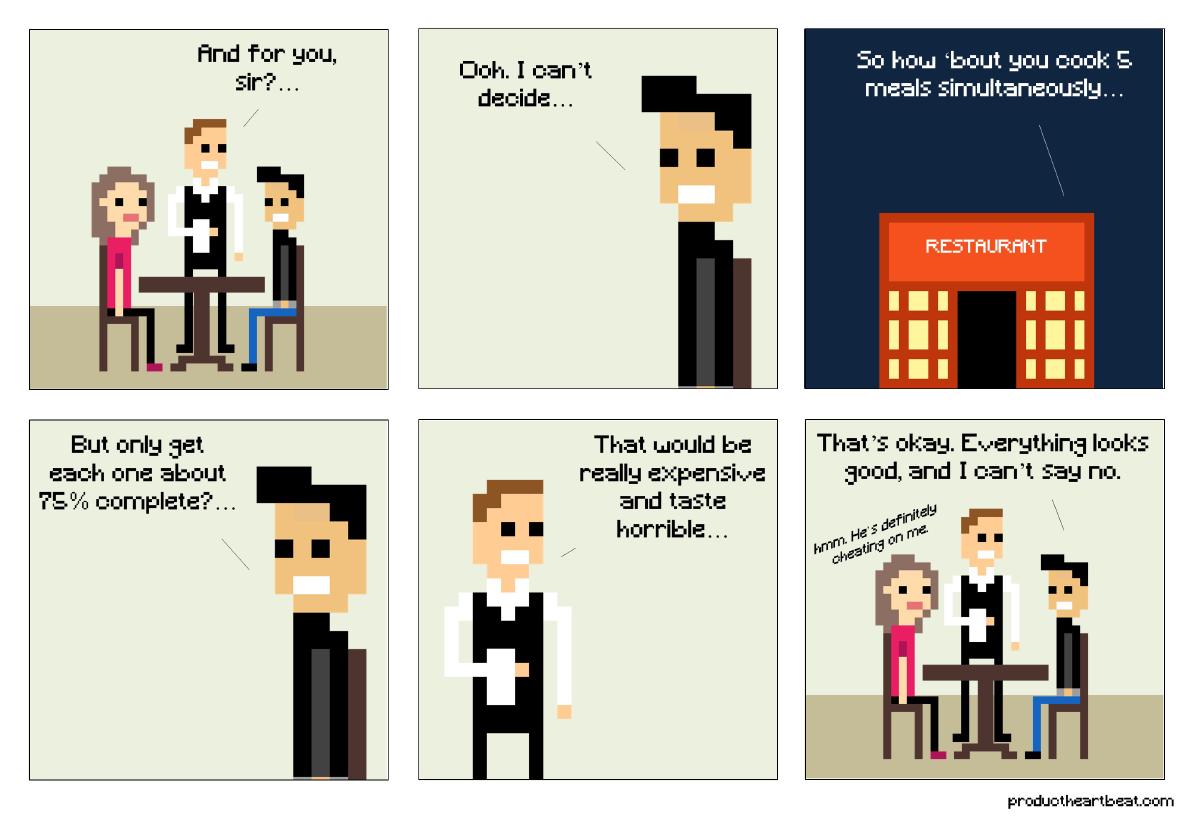 And for you,
sir?...
Ooh. I can't
decide...
So how 'bout you cook 5
meals simultaneously...
RESTAURANT
But only get
each one about
75% complete?...
That would be
really expensive
and taste
horrible...
That's okay. Everything looks
good, and I can't say no.
hmm. He's definitely
cheating on me.
productheartbeat.com